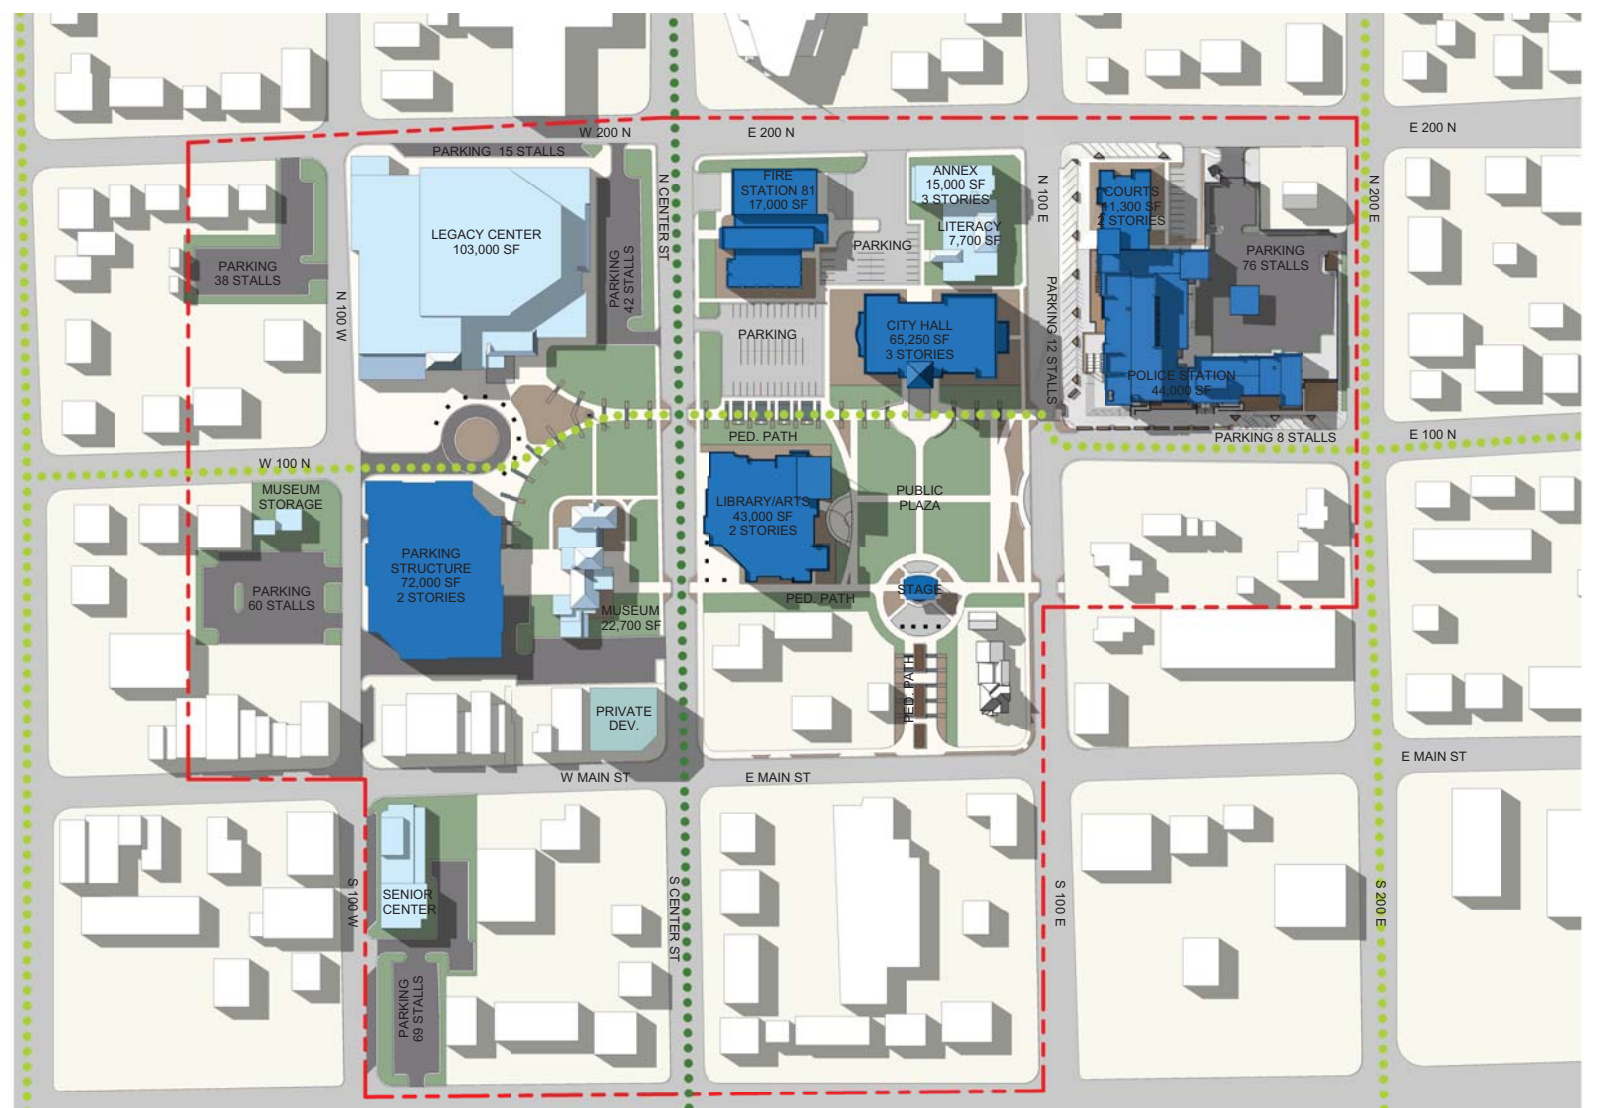 W 200 N
E 200 N
E 200 N
PARKING 15 STALLS
LEGACY CENTER
103,000 SF
PARKING
42 STALLS
N CENTER ST
FIRE
STATION 81
17,000 SF
ANNEX
15,000 SF
3 STORIES
LITERACY
7,700 SF
PARKING
N 100 E
COURTS
11,300 SF
2 STORIES
PARKING
76 STALLS
N 200 E
PARKING
38 STALLS
N 100 W
PARKING
CITY HALL
65,250 SF
3 STORIES
PARKING 12 STALLS
POLICE STATION
44,000 SF
PARKING 8 STALLS
E 100 N
W 100 N
PED. PATH
MUSEUM
STORAGE
PARKING
60 STALLS
PARKING
STRUCTURE
72,000 SF
2 STORIES
MUSEUM
22,700 SF
LIBRARY/ARTS
43,000 SF
2 STORIES
PUBLIC
PLAZA
STAGE
PED. PATH
PED. PATH
PRIVATE
DEV.
W MAIN ST
E MAIN ST
E MAIN ST
S 100 W
SENIOR
CENTER
PARKING
69 STALLS
S CENTER ST
S 100 E
S 200 E